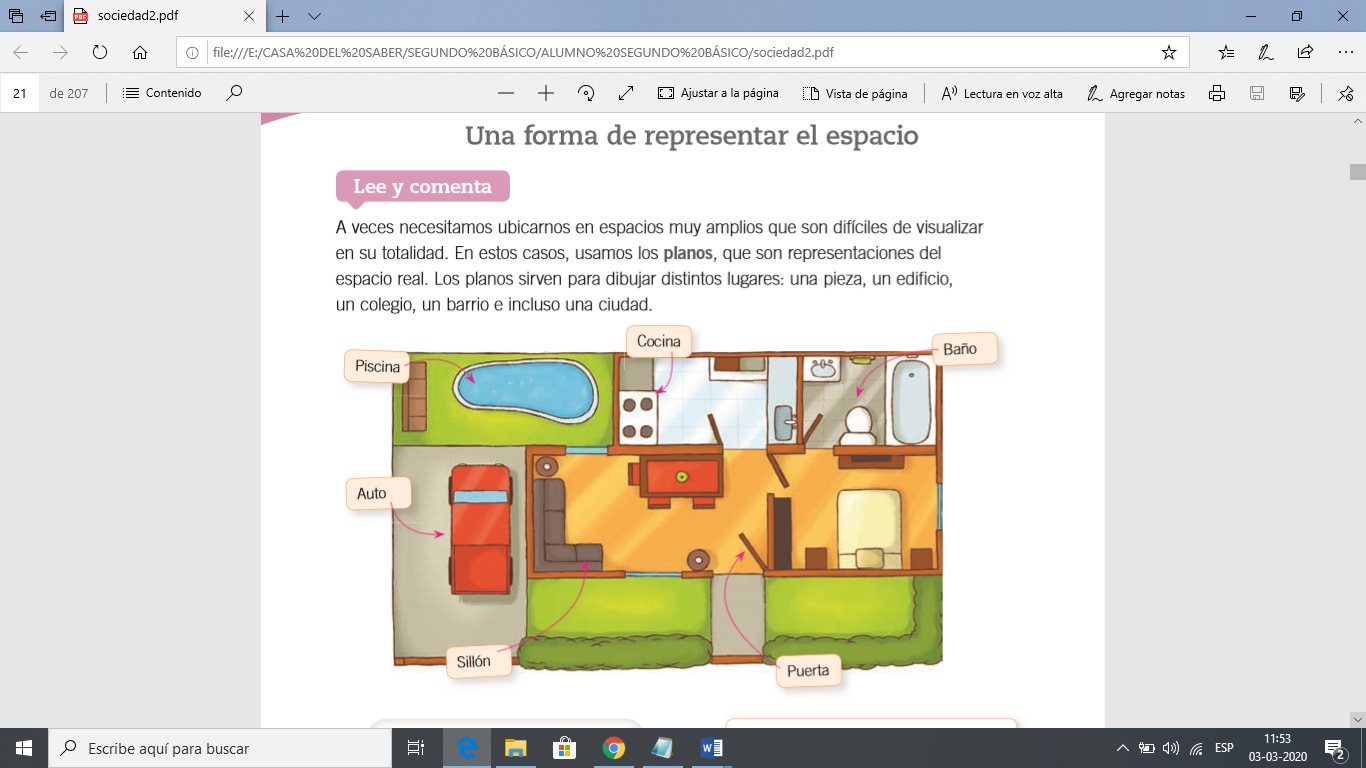 sociedad2.pdf
file:///E:/CASA%20DEL%20SABER/SEGUNDO%20BÁSICO/ALUMNO%20SEGUNDO%20BÁSICO/sociedad2.pdf
21 de 207 Contenido Ajustar a la página Vista de página Lectura en voz alta Agregar notas
Una forma de representar el espacio
Lee y comenta
A veces necesitamos ubicarnos en espacios muy amplios que son difíciles de visualizar
en su totalidad. En estos casos, usamos los planos, que son representaciones del
espacio real. Los planos sirven para dibujar distintos lugares: una pieza, un edificio,
un colegio, un barrio e incluso una ciudad.
Cocina
Baño
Piscina
Auto
Sillón
Puerta
Escribe aquí para buscar
ESP
11:53
03-03-2020
2